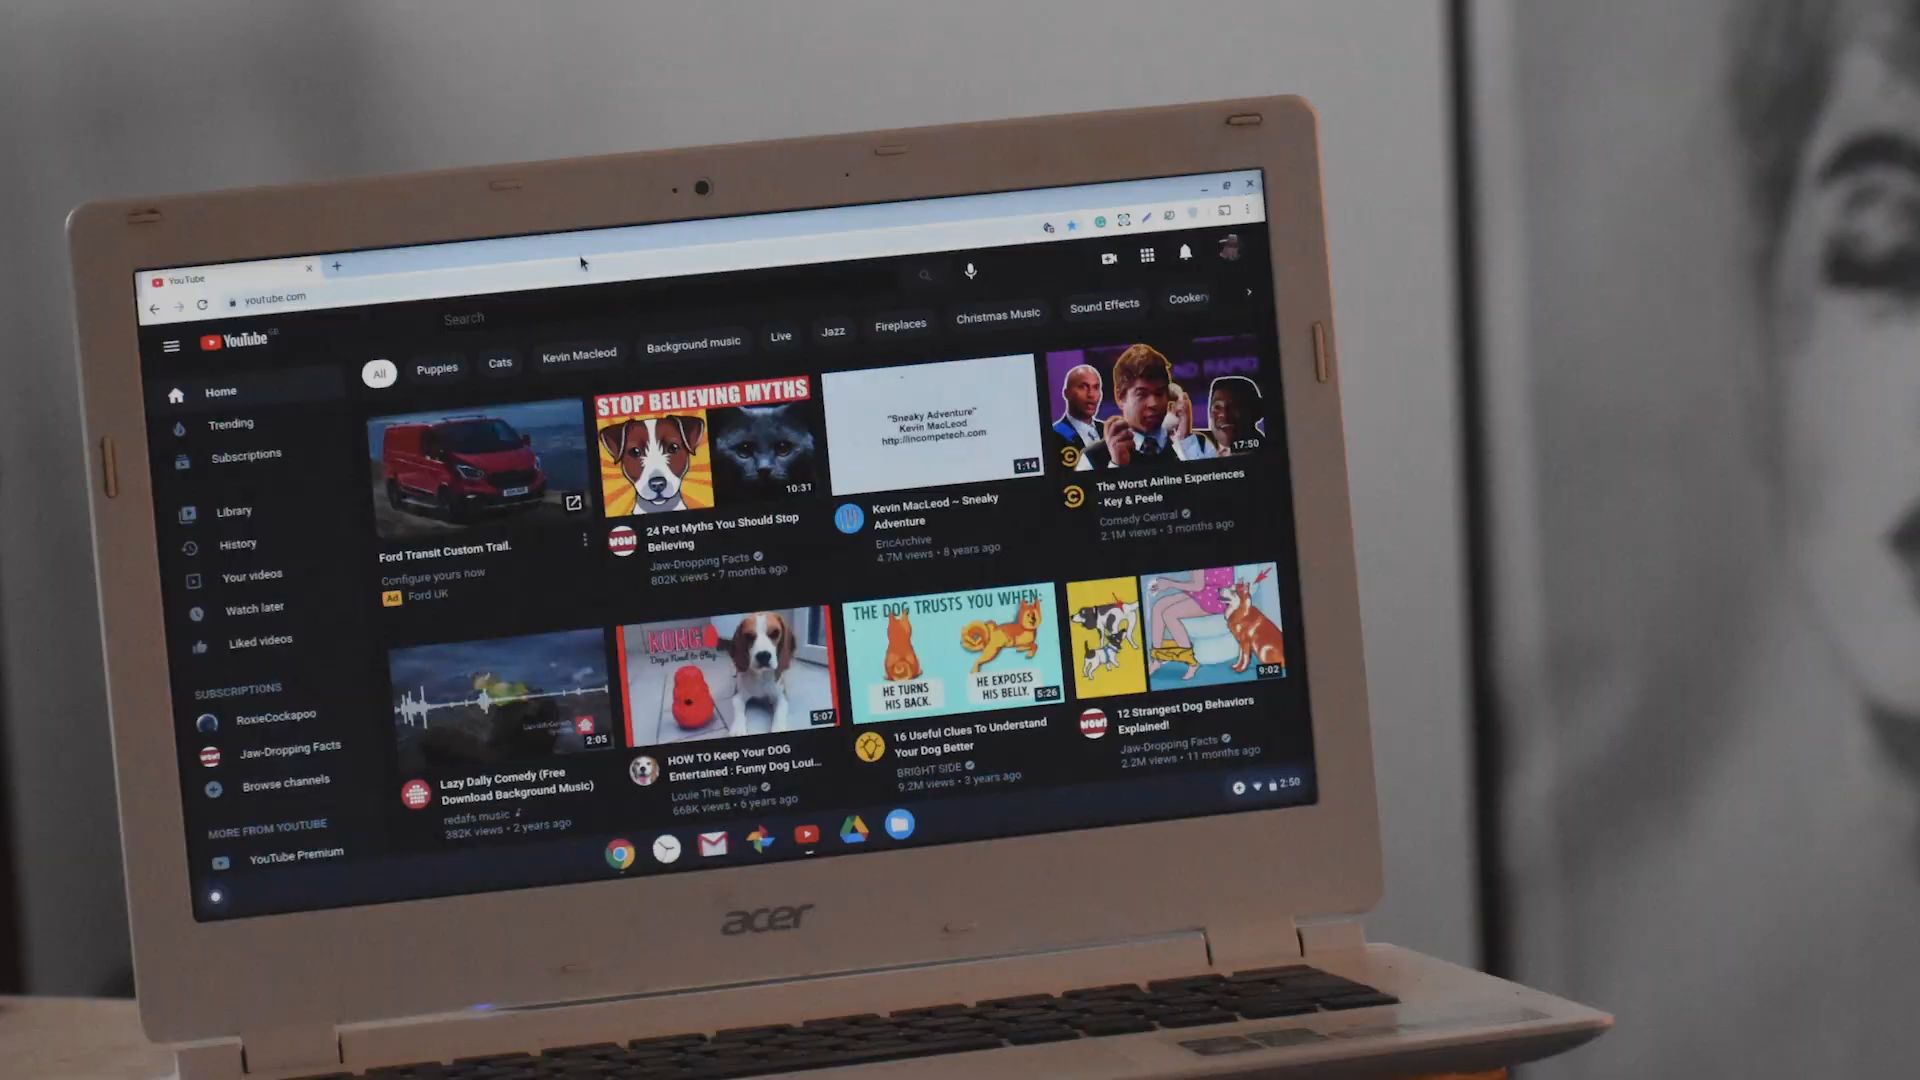 YouTube
youtube.com
YouTube GB
Search
All
Puppies
Cats
Kevin Macleod
Background music
Live
Jazz
Fireplaces
Christmas Music
Sound Effects
Cookery
Home
Trending
Subscriptions
Library
History
Your videos
Watch later
Liked videos
SUBSCRIPTIONS
RoxieCockapoo
Jaw-Dropping Facts
Browse channels
MORE FROM YOUTUBE
YouTube Premium
Ford Transit Custom Trail.
Configure yours now
Ad Ford UK
STOP BELIEVING MYTHS
10:31
WOW!
24 Pet Myths You Should Stop
Believing
Jaw-Dropping Facts
802K views • 7 months ago
"Sneaky Adventure"
Kevin MacLeod
http://incompetech.com
1:14
Kevin MacLeod ~ Sneaky
Adventure
EricArchive
4.7M views • 8 years ago
17:50
The Worst Airline Experiences
- Key & Peele
Comedy Central
2.1M views • 3 months ago
2:05
Lazy Dally Comedy (Free
Download Background Music)
redafs music
382K views • 2 years ago
KONG
Dogs Need to Play
5:07
HOW TO Keep Your DOG
Entertained : Funny Dog Loui...
Louie The Beagle
668K views • 6 years ago
THE DOG TRUSTS YOU WHEN:
HE TURNS
HIS BACK.
HE EXPOSES
HIS BELLY.
5:26
16 Useful Clues To Understand
Your Dog Better
BRIGHT SIDE
9.2M views • 3 years ago
9:02
WOW!
12 Strangest Dog Behaviors
Explained!
Jaw-Dropping Facts
2.2M views • 11 months ago
2:50
acer